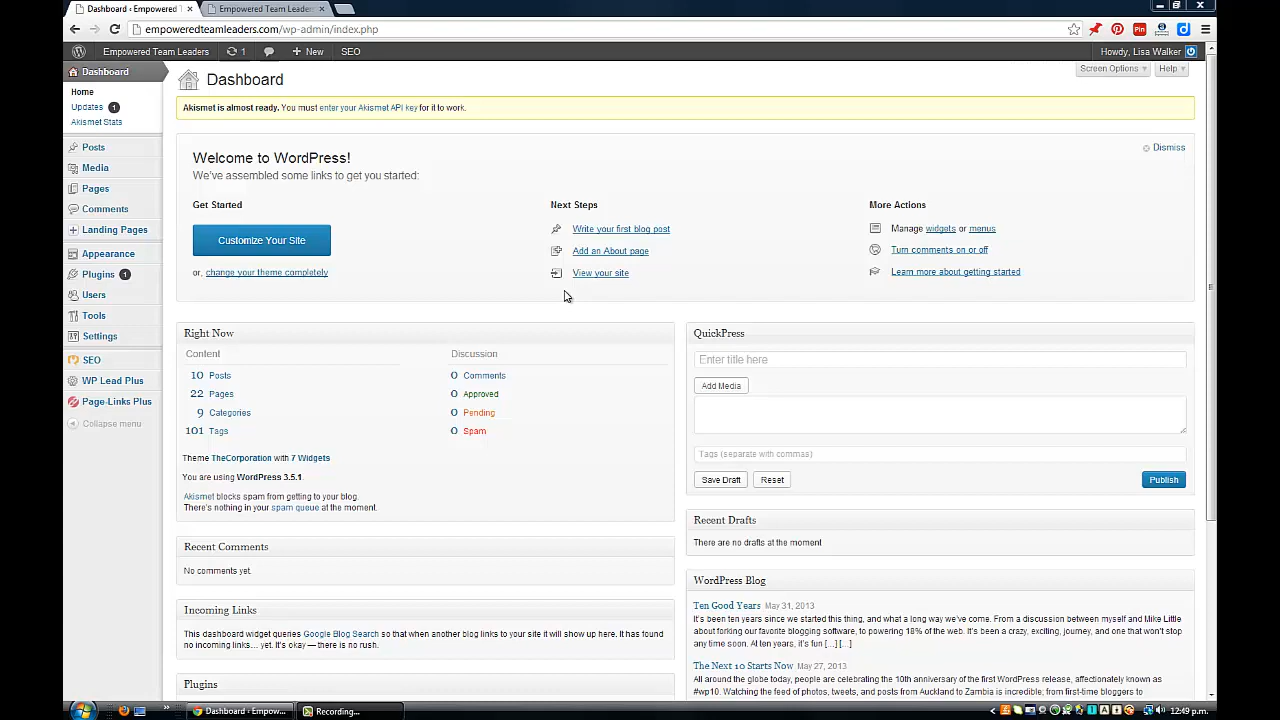 Dashboard ‹ Empowered T
Empowered Team Leaders
empoweredteamleaders.com/wp-admin/index.php
Pin
Empowered Team Leaders
1
New
SEO
Howdy, Lisa Walker
Dashboard
Home
Updates 1
Akismet Stats
Posts
Media
Pages
Comments
Landing Pages
Appearance
Plugins 1
Users
Tools
Settings
SEO
WP Lead Plus
Page-Links Plus
Collapse menu
Screen Options
Help
Dashboard
Akismet is almost ready. You must enter your Akismet API key for it to work.
Welcome to WordPress!
Dismiss
We've assembled some links to get you started:
Get Started
Customize Your Site
or, change your theme completely
Next Steps
Write your first blog post
Add an About page
View your site
More Actions
Manage widgets or menus
Turn comments on or off
Learn more about getting started
Right Now
Content
10 Posts
22 Pages
9 Categories
101 Tags
Discussion
0 Comments
0 Approved
0 Pending
0 Spam
Theme TheCorporation with 7 Widgets
You are using WordPress 3.5.1.
Akismet blocks spam from getting to your blog.
There's nothing in your spam queue at the moment.
Recent Comments
No comments yet.
Incoming Links
This dashboard widget queries Google Blog Search so that when another blog links to your site it will show up here. It has found
no incoming links… yet. It's okay — there is no rush.
Plugins
QuickPress
Enter title here
Add Media
Tags (separate with commas)
Save Draft
Reset
Publish
Recent Drafts
There are no drafts at the moment
WordPress Blog
Ten Good Years May 31, 2013
It's been ten years since we started this thing, and what a long way we've come. From a discussion between myself and Mike Little
about forking our favorite blogging software, to powering 18% of the web. It's been a crazy, exciting, journey, and one that won't stop
any time soon. At ten years, it's fun […] […]
The Next 10 Starts Now May 27, 2013
All around the globe today, people are celebrating the 10th anniversary of the first WordPress release, affectionately known as
#wp10. Watching the feed of photos, tweets, and posts from Auckland to Zambia is incredible; from first-time bloggers to
Dashboard ‹ Empow...
Recording...
12:49 p.m.